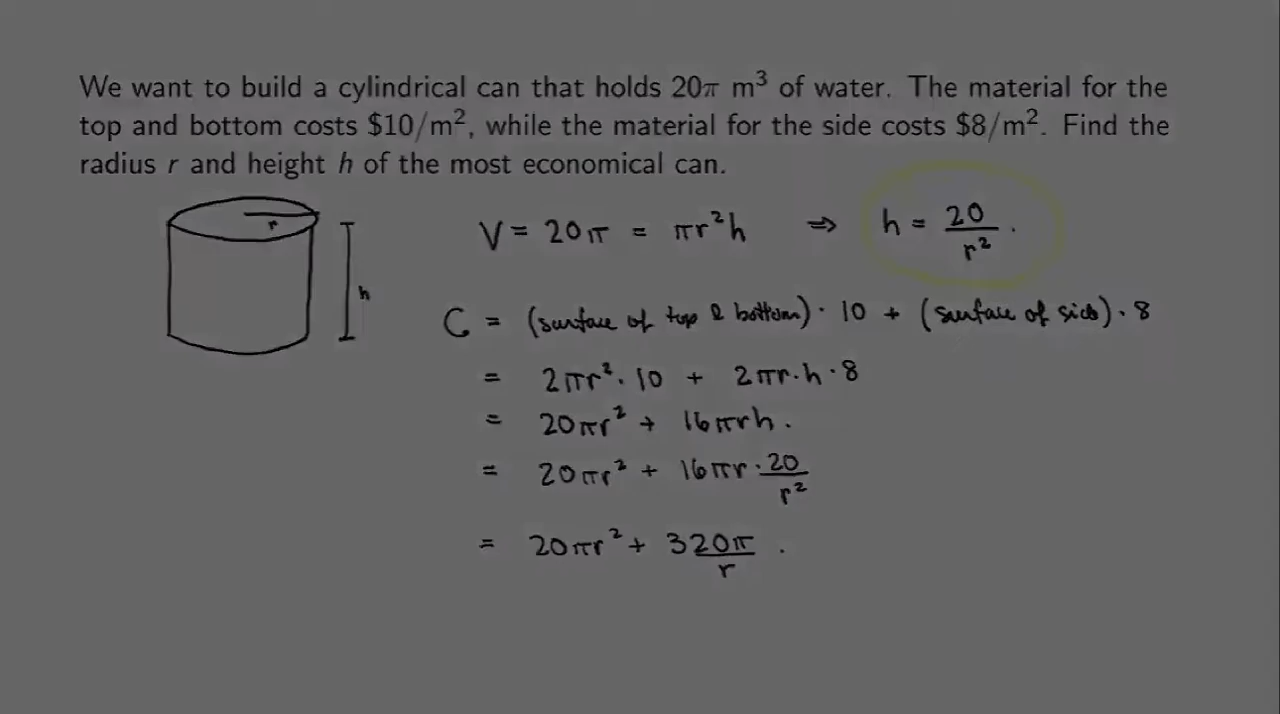 We want to build a cylindrical can that holds 20π m³ of water. The material for the
top and bottom costs $10/m², while the material for the side costs $8/m². Find the
radius r and height h of the most economical can.
r
h
V = 20π = πr²h ⇒ h = 20/r² .
C = (surface of top & bottom) · 10 + (surface of side) · 8
= 2πr² · 10 + 2πr · h · 8
= 20πr² + 16πrh .
= 20πr² + 16πr · 20/r²
= 20πr² + 320π/r .